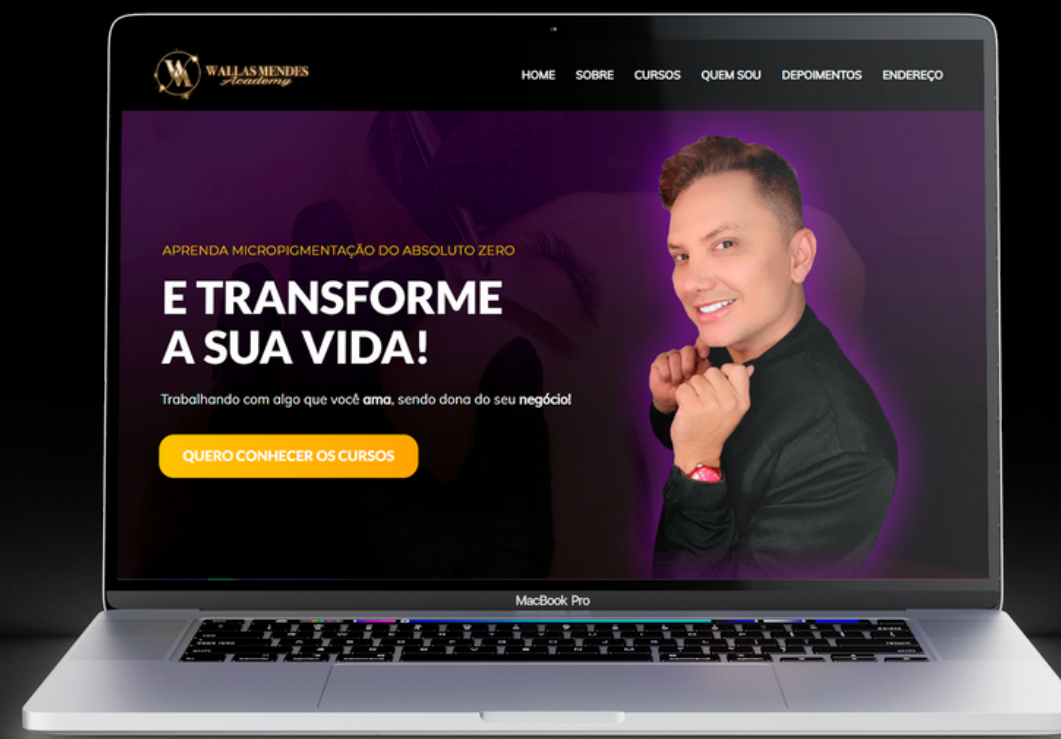 WALLAS MENDES
Academy
HOME SOBRE CURSOS QUEM SOU DEPOIMENTOS ENDEREÇO
APRENDA MICROPIGMENTAÇÃO DO ABSOLUTO ZERO
E TRANSFORME
A SUA VIDA!
Trabalhando com algo que você ama, sendo dona do seu negócio!
QUERO CONHECER OS CURSOS
MacBook Pro